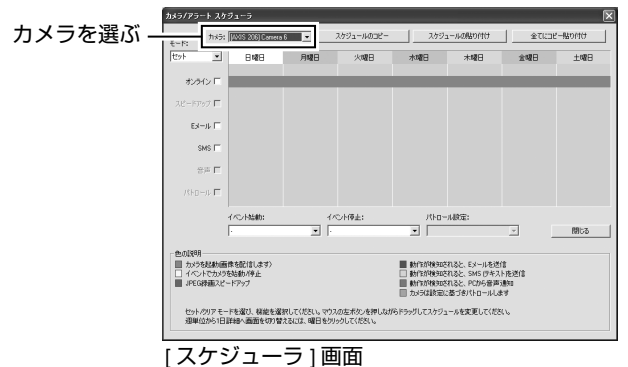 カメラ/アラート スケジューラ
カメラを選ぶ
カメラ: [AXIS 206] Camera 6 スケジュールのコピー スケジュールの貼り付け 全てにコピー貼り付け
モード:
セット 日曜日 月曜日 火曜日 水曜日 木曜日 金曜日 土曜日
オンライン
スピードアップ
Eメール
SMS
音声
パトロール
イベント始動: イベント停止: パトロール設定:
- - - 閉じる
色の説明
カメラを起動(画像を配信します) 動作が検知されると、Eメールを送信
イベントでカメラを始動/停止 動作が検知されると、SMS (テキスト)を送信
JPEG録画スピードアップ 動作が検知されると、PCから音声通知
カメラは設定に基づきパトロールします
セット/クリア モードを選び、機能を選択してください。マウスの左ボタンを押しながらドラッグしてスケジュールを変更してください。
週単位から1日詳細へ画面を切り替えるには、曜日をクリックしてください。
[ スケジューラ ] 画面